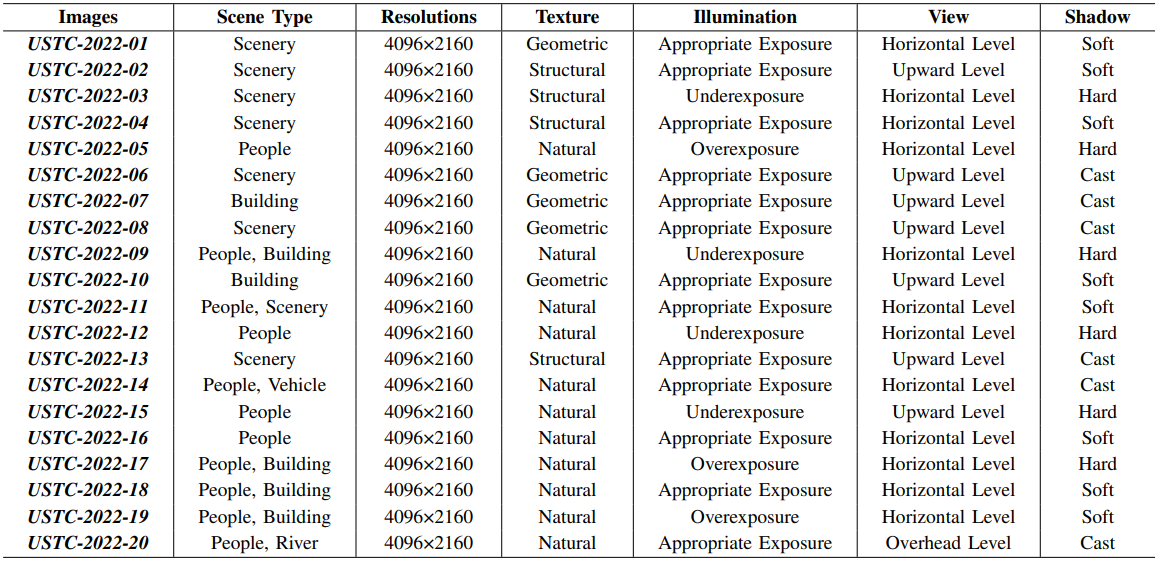 Images Scene Type Resolutions Texture Illumination View Shadow
USTC-2022-01 Scenery 4096×2160 Geometric Appropriate Exposure Horizontal Level Soft
USTC-2022-02 Scenery 4096×2160 Structural Appropriate Exposure Upward Level Soft
USTC-2022-03 Scenery 4096×2160 Structural Underexposure Horizontal Level Hard
USTC-2022-04 Scenery 4096×2160 Structural Appropriate Exposure Horizontal Level Soft
USTC-2022-05 People 4096×2160 Natural Overexposure Horizontal Level Hard
USTC-2022-06 Scenery 4096×2160 Geometric Appropriate Exposure Upward Level Cast
USTC-2022-07 Building 4096×2160 Geometric Appropriate Exposure Upward Level Cast
USTC-2022-08 Scenery 4096×2160 Geometric Appropriate Exposure Upward Level Cast
USTC-2022-09 People, Building 4096×2160 Natural Underexposure Horizontal Level Hard
USTC-2022-10 Building 4096×2160 Geometric Appropriate Exposure Upward Level Soft
USTC-2022-11 People, Scenery 4096×2160 Natural Appropriate Exposure Horizontal Level Soft
USTC-2022-12 People 4096×2160 Natural Underexposure Horizontal Level Hard
USTC-2022-13 Scenery 4096×2160 Structural Appropriate Exposure Upward Level Cast
USTC-2022-14 People, Vehicle 4096×2160 Natural Appropriate Exposure Horizontal Level Cast
USTC-2022-15 People 4096×2160 Natural Underexposure Upward Level Hard
USTC-2022-16 People 4096×2160 Natural Appropriate Exposure Horizontal Level Soft
USTC-2022-17 People, Building 4096×2160 Natural Overexposure Horizontal Level Hard
USTC-2022-18 People, Building 4096×2160 Natural Appropriate Exposure Horizontal Level Soft
USTC-2022-19 People, Building 4096×2160 Natural Overexposure Horizontal Level Soft
USTC-2022-20 People, River 4096×2160 Natural Appropriate Exposure Overhead Level Cast